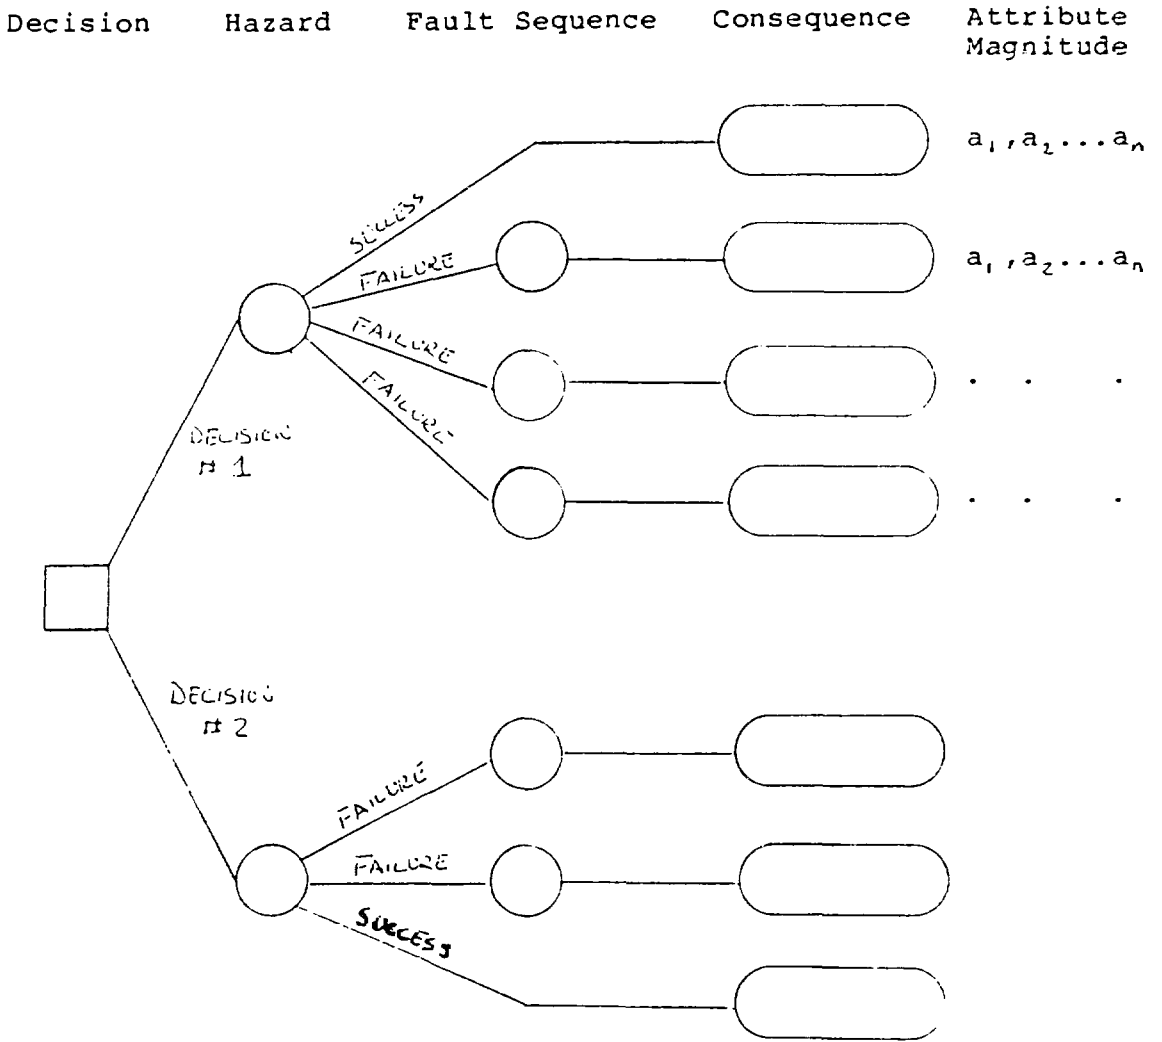 Decision Hazard Fault Sequence Consequence Attribute Magnitude
a₁,a₂...aₙ
SUCCESS
a₁,a₂...aₙ
FAILURE
FAILURE
. . .
FAILURE
DECISION
# 1
. . .
DECISION
# 2
FAILURE
FAILURE
SUCCESS